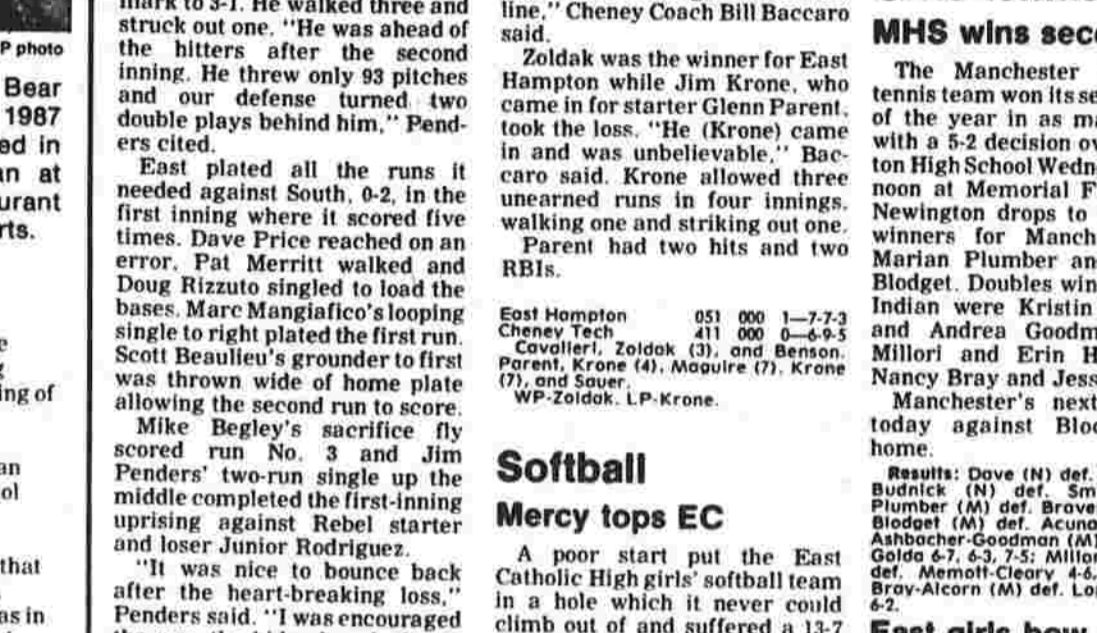 P photo
Bear
1987
ed in
an at
urant
rts.
e
g
ing of
an
ol
that
as in
mark to 3-1. He walked three and
struck out one. "He was ahead of
the hitters after the second
inning. He threw only 93 pitches
and our defense turned two
double plays behind him," Pend-
ers cited.
East plated all the runs it
needed against South, 0-2, in the
first inning where it scored five
times. Dave Price reached on an
error, Pat Merritt walked and
Doug Rizzuto singled to load the
bases. Marc Mangiafico's looping
single to right plated the first run.
Scott Beaulieu's grounder to first
was thrown wide of home plate
allowing the second run to score.
Mike Begley's sacrifice fly
scored run No. 3 and Jim
Penders' two-run single up the
middle completed the first-inning
uprising against Rebel starter
and loser Junior Rodriguez.
"It was nice to bounce back
after the heart-breaking loss,"
Penders said. "I was encouraged
line," Cheney Coach Bill Baccaro
said.
Zoldak was the winner for East
Hampton while Jim Krone, who
came in for starter Glenn Parent,
took the loss. "He (Krone) came
in and was unbelievable," Bac-
caro said. Krone allowed three
unearned runs in four innings,
walking one and striking out one.
Parent had two hits and two
RBIs.
East Hampton 051 000 1—7-7-3
Cheney Tech 411 000 0—6-9-5
Cavalleri, Zoldak (3), and Benson.
Parent, Krone (4), Maguire (7), Krone
(7), and Sauer.
WP-Zoldak. LP-Krone.
Softball
Mercy tops EC
A poor start put the East
Catholic High girls' softball team
in a hole which it never could
climb out of and suffered a 13-7
MHS wins seco
The Manchester
tennis team won its se
of the year in as ma
with a 5-2 decision ov
ton High School Wedn
noon at Memorial F
Newington drops to
winners for Manch
Marian Plumber an
Blodget. Doubles win
Indian were Kristin
and Andrea Goodm
Millori and Erin H
Nancy Bray and Jess
Manchester's next
today against Bloo
home.
Results: Dove (N) def.
Budnick (N) def. Sm
Plumber (M) def. Brave
Blodget (M) def. Acuna
Ashbacher-Goodman (M)
Golda 6-7, 6-3, 7-5; Millor
def. Memott-Cleary 4-6,
Bray-Alcorn (M) def. Lo
6-2.
East girls bow